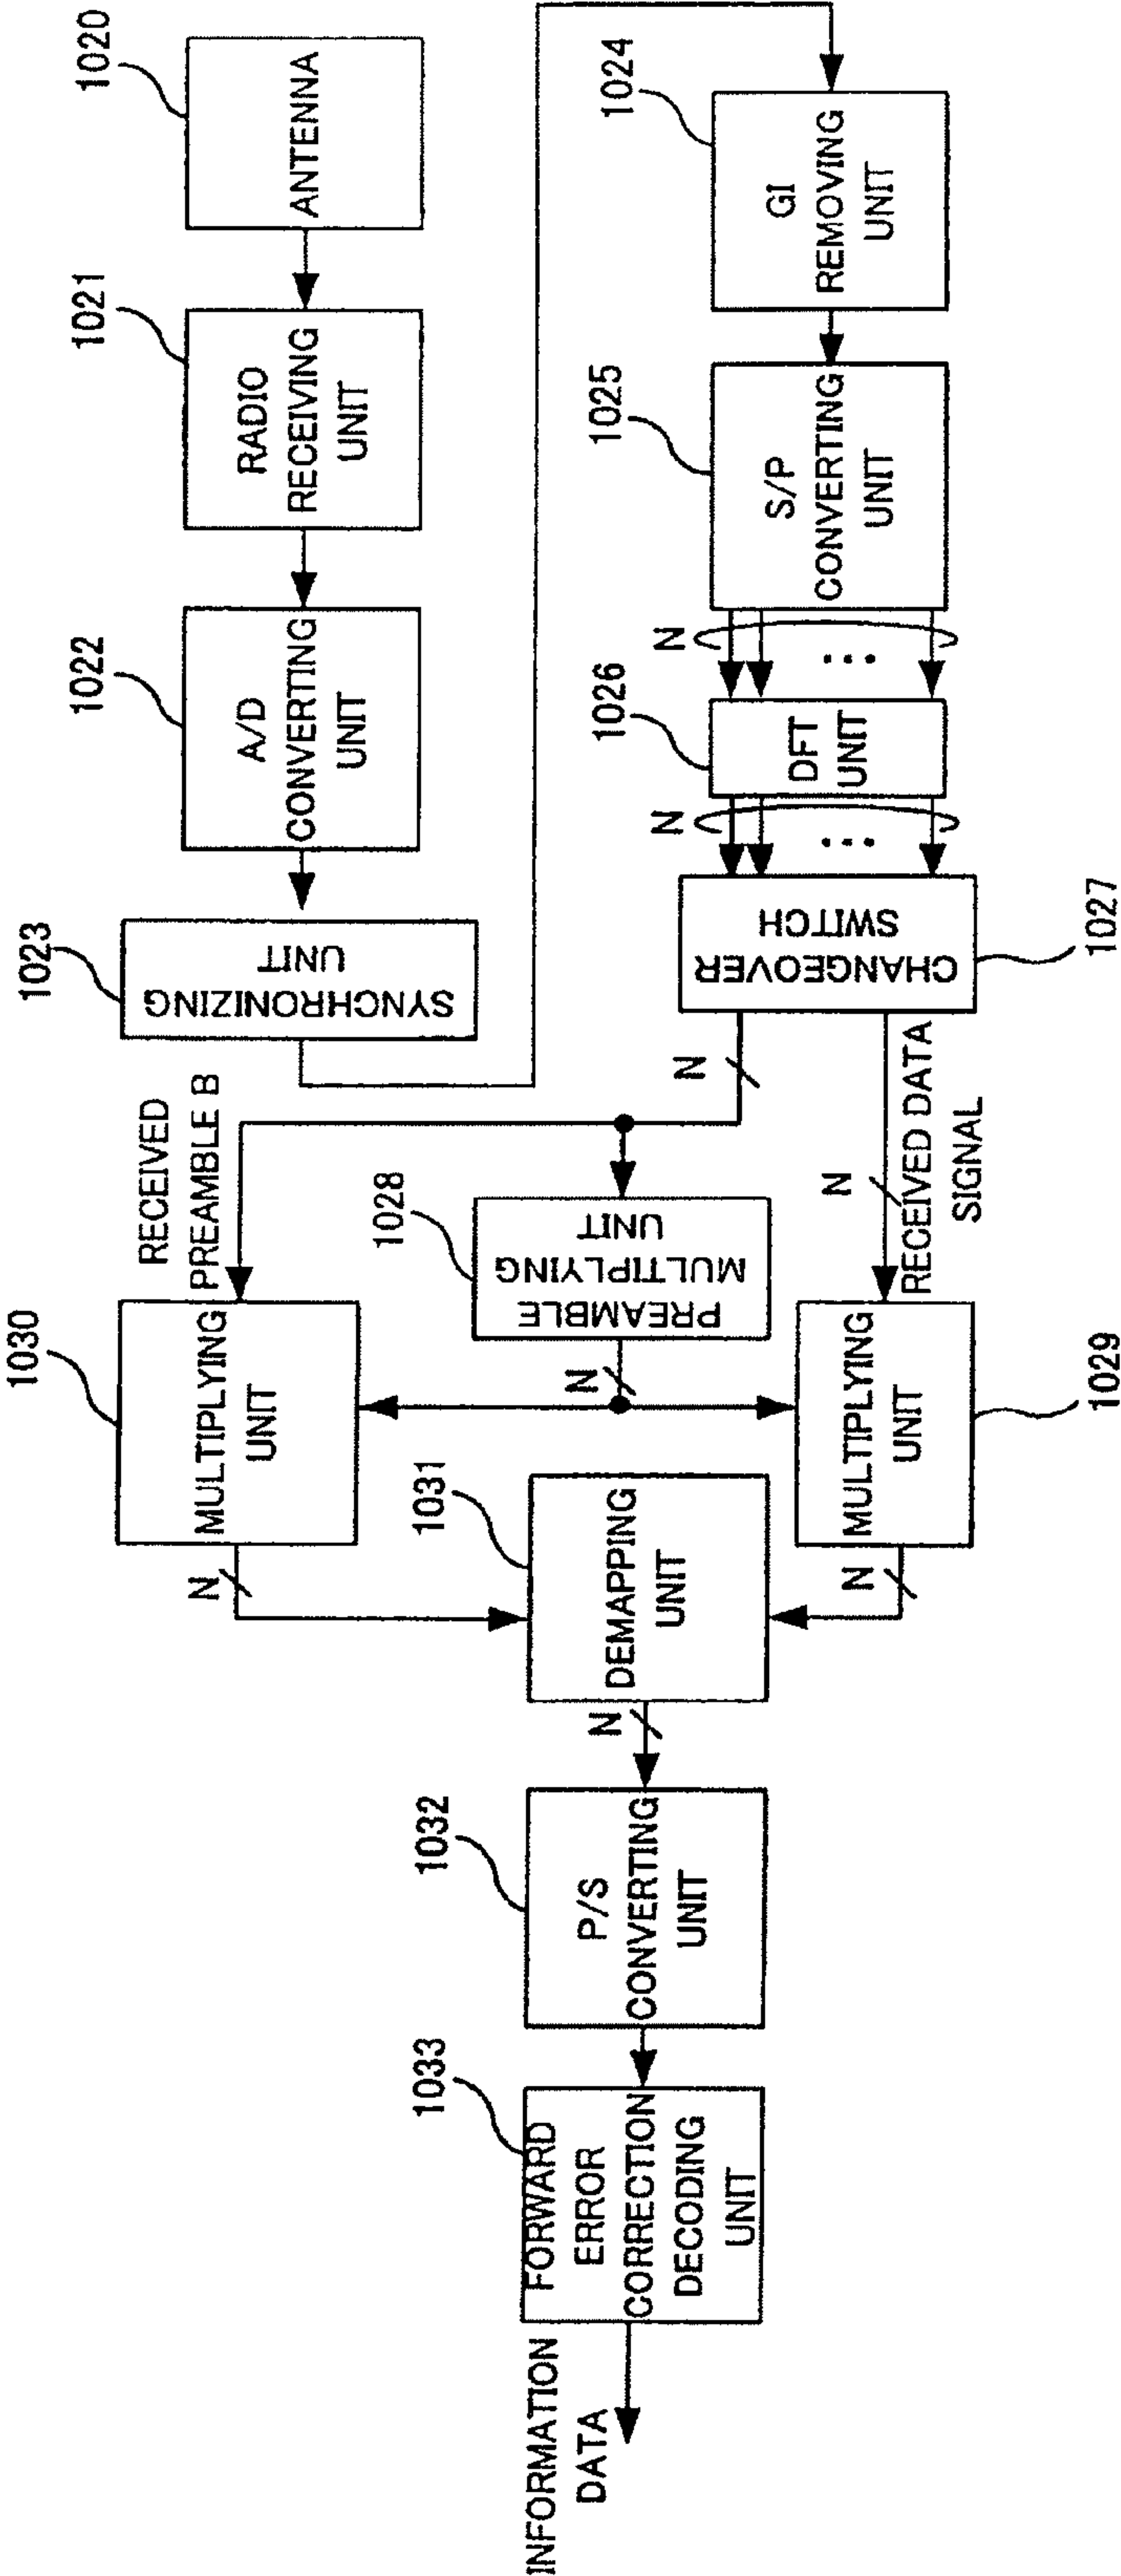 1020
ANTENNA
1021
RADIO
RECEIVING
UNIT
1022
A/D
CONVERTING
UNIT
1023
SYNCHRONIZING
UNIT
1024
GI
REMOVING
UNIT
1025
S/P
CONVERTING
UNIT
N
...
1026
DFT
UNIT
N
...
CHANGEOVER
SWITCH
1027
N
RECEIVED
PREAMBLE B
N
RECEIVED DATA
SIGNAL
1028
PREAMBLE
MULTIPLYING
UNIT
N
1030
MULTIPLYING
UNIT
N
MULTIPLYING
UNIT
1029
N
1031
DEMAPPING
UNIT
N
1032
P/S
CONVERTING
UNIT
1033
FORWARD
ERROR
CORRECTION
DECODING
UNIT
INFORMATION
DATA